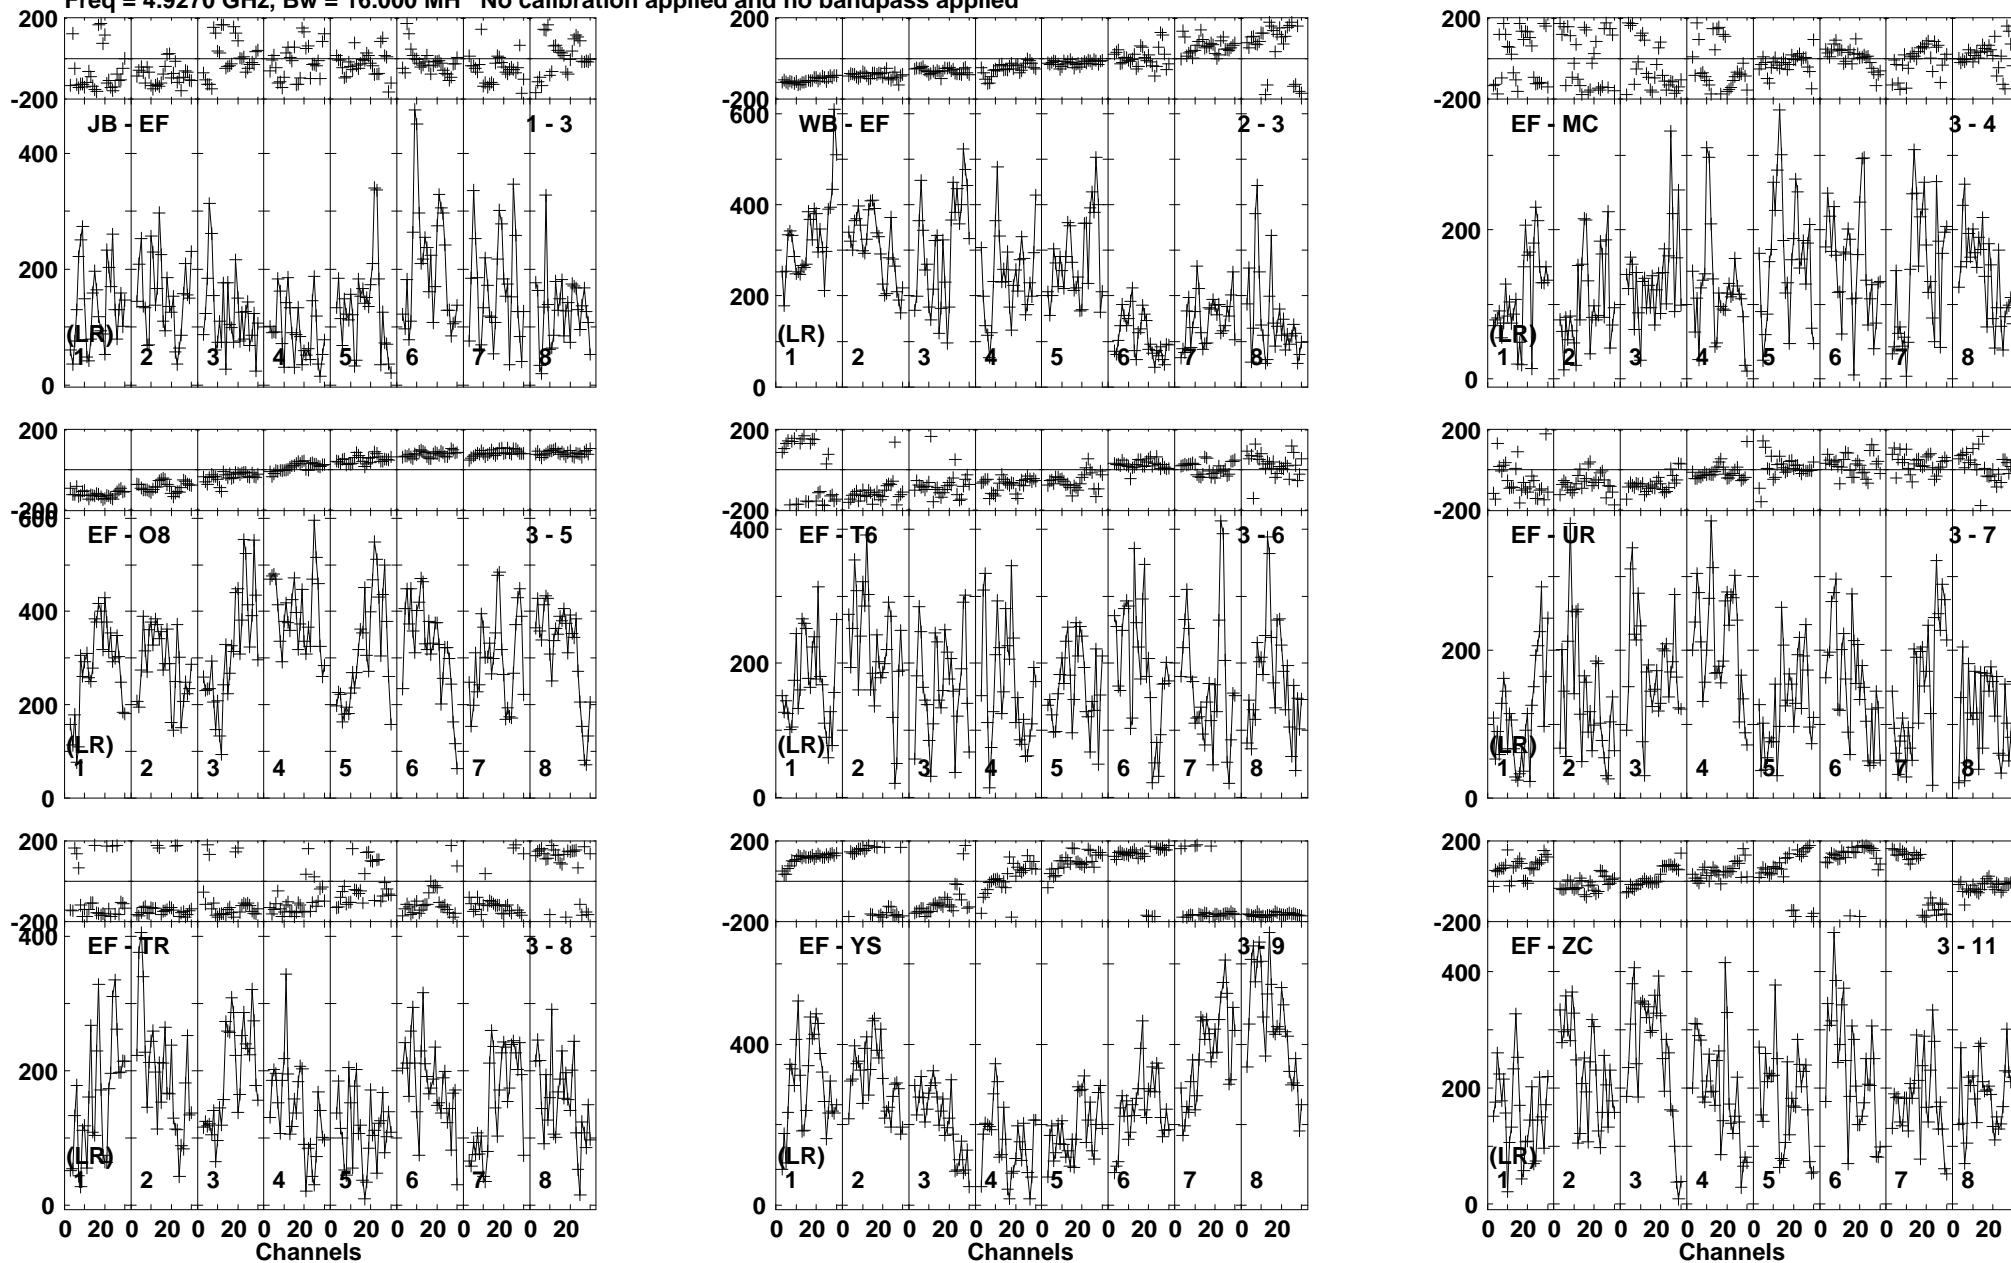 Freq = 4.9270 GHz, Bw = 16.000 MH No calibration applied and no bandpass applied
200 200 200
-200 -200 -200
JB - EF 1 - 3 600 WB - EF 2 - 3 EF - MC 3 - 4
400 400 200
200 200
(LR) (LR) (LR)
1 2 3 4 5 6 7 8 1 2 3 4 5 6 7 8 1 2 3 4 5 6 7 8
0 0 0
200 200 200
-200 -200 -200
600 EF - O8 3 - 5 400 EF - T6 3 - 6 EF - UR 3 - 7
400 200 200
200
(LR) (LR) (LR)
1 2 3 4 5 6 7 8 1 2 3 4 5 6 7 8 1 2 3 4 5 6 7 8
0 0 0
200 200 200
-200 -200 -200
400 EF - TR 3 - 8 EF - YS 3 - 9 EF - ZC 3 - 11
200 400 400
200
(LR) (LR) (LR)
1 2 3 4 5 6 7 8 1 2 3 4 5 6 7 8 1 2 3 4 5 6 7 8
0 0 0
0 20 0 20 0 20 0 20 0 20 0 20 0 20 0 20 0 20 0 20 0 20 0 20 0 20 0 20 0 20 0 20 0 20 0 20 0 20 0 20 0 20 0 20 0 20 0 20
Channels Channels Channels